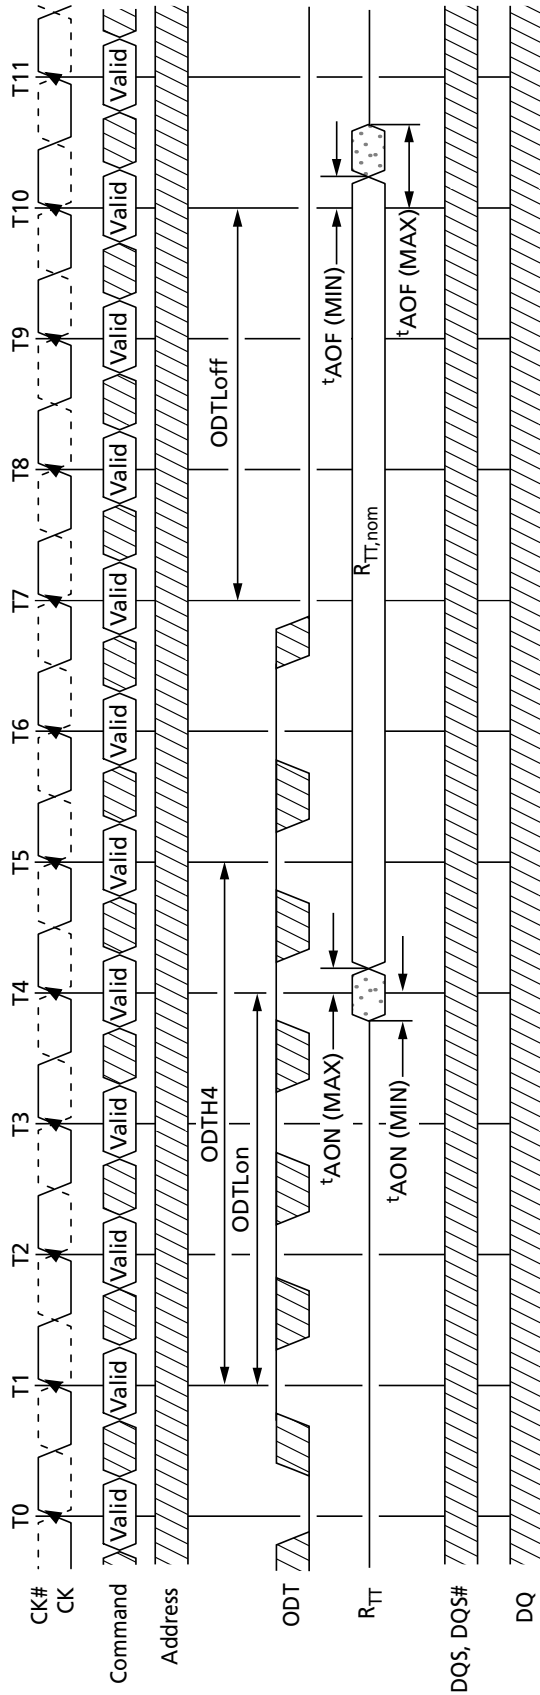 T0 T1 T2 T3 T4 T5 T6 T7 T8 T9 T10 T11
CK#
CK
Command Valid Valid Valid Valid Valid Valid Valid Valid Valid Valid Valid Valid
Address
ODTH4
ODTLon
ODTLoff
ODT
tAON (MAX)
tAOF (MIN)
RTT
RTT,nom
tAON (MIN)
tAOF (MAX)
DQS, DQS#
DQ